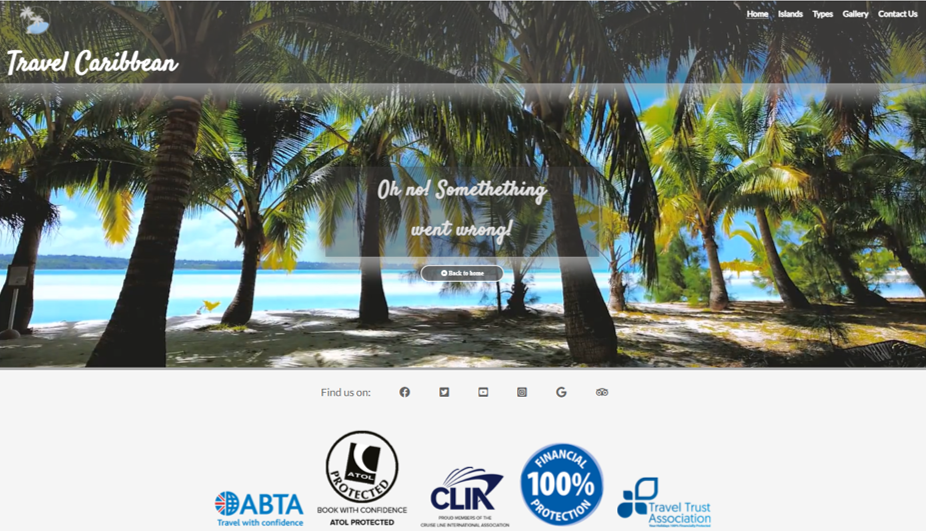 Home Islands Types Gallery Contact Us
Travel Caribbean
Oh no! Somethething
went wrong!
Back to home
Find us on:
ABTA
Travel with confidence
ATOL
PROTECTED
BOOK WITH CONFIDENCE
ATOL PROTECTED
CLIA
PROUD MEMBERS OF THE
CRUISE LINE INTERNATIONAL ASSOCIATION
FINANCIAL
100%
PROTECTION
Travel Trust
Association